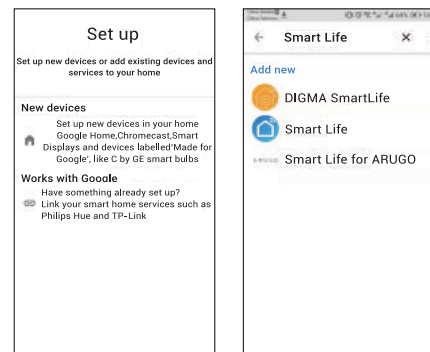 Set up
Set up new devices or add existing devices and
services to your home
New devices
Set up new devices in your home
Google Home,Chromecast,Smart
Displays and devices labelled'Made for
Google', like C by GE smart bulbs
Works with Google
Have something already set up?
Link your smart home services such as
Philips Hue and TP-Link
Smart Life
Add new
DIGMA SmartLife
Smart Life
Smart Life for ARUGO